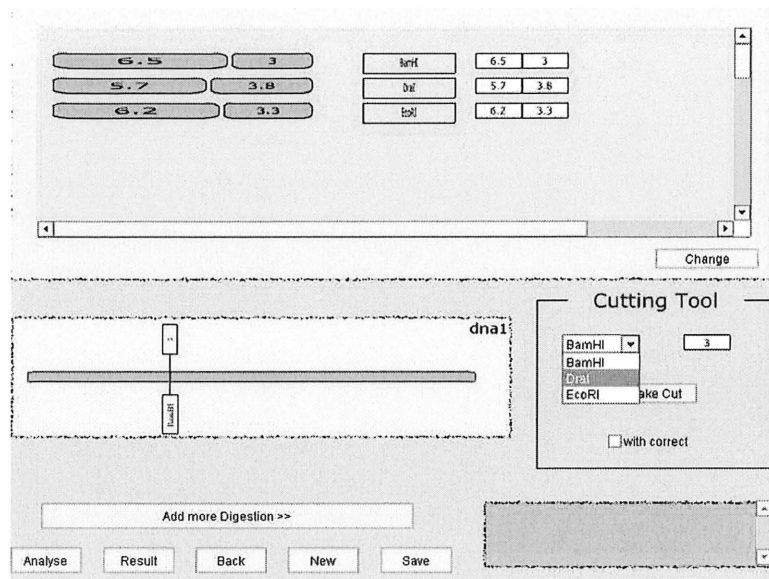 6.5 3 BamHI 6.5 3
5.7 3.8 DraI 5.7 3.8
6.2 3.3 EcoRI 6.2 3.3
Change
dna1
BamHI
Cutting Tool
BamHI 3
BamHI
DraI
EcoRI ake Cut
with correct
Add more Digestion >>
Analyse Result Back New Save